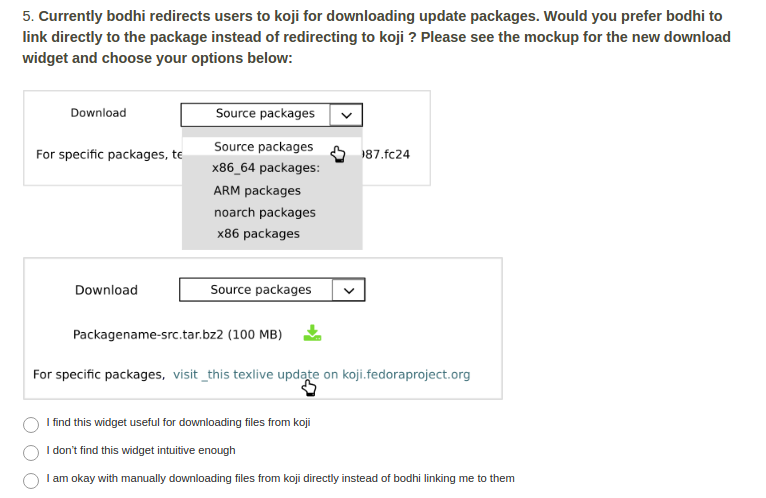 5. Currently bodhi redirects users to koji for downloading update packages. Would you prefer bodhi to
link directly to the package instead of redirecting to koji ? Please see the mockup for the new download
widget and choose your options below:
Download
Source packages
For specific packages, te
87.fc24
Source packages
x86_64 packages:
ARM packages
noarch packages
x86 packages
Download
Source packages
Packagename-src.tar.bz2 (100 MB)
For specific packages, visit _this texlive update on koji.fedoraproject.org
I find this widget useful for downloading files from koji
I don't find this widget intuitive enough
I am okay with manually downloading files from koji directly instead of bodhi linking me to them